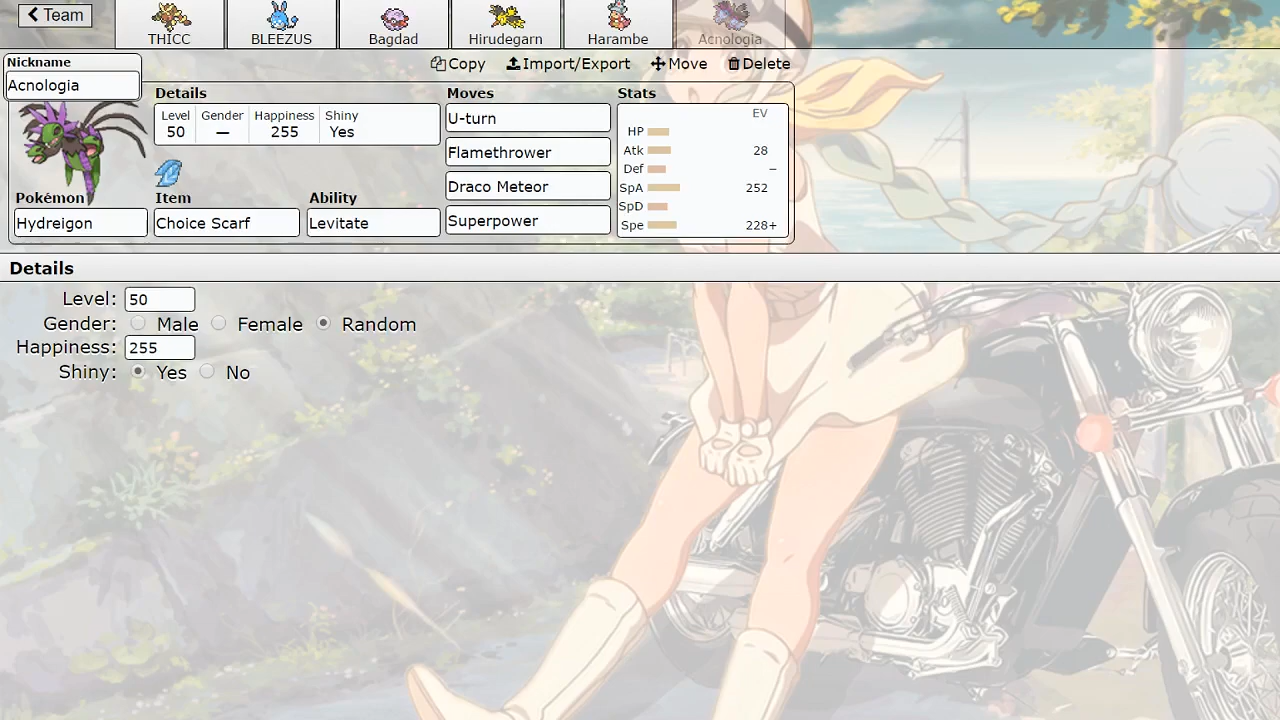 Team
THICC
BLEEZUS
Bagdad
Hirudegarn
Harambe
Acnologia
Copy
Import/Export
Move
Delete
Nickname
Acnologia
Details
Level
50
Gender
—
Happiness
255
Shiny
Yes
Pokémon
Hydreigon
Item
Choice Scarf
Ability
Levitate
Moves
U-turn
Flamethrower
Draco Meteor
Superpower
Stats
EV
HP
Atk 28
Def –
SpA 252
SpD
Spe 228+
Details
Level: 50
Gender: Male Female Random
Happiness: 255
Shiny: Yes No